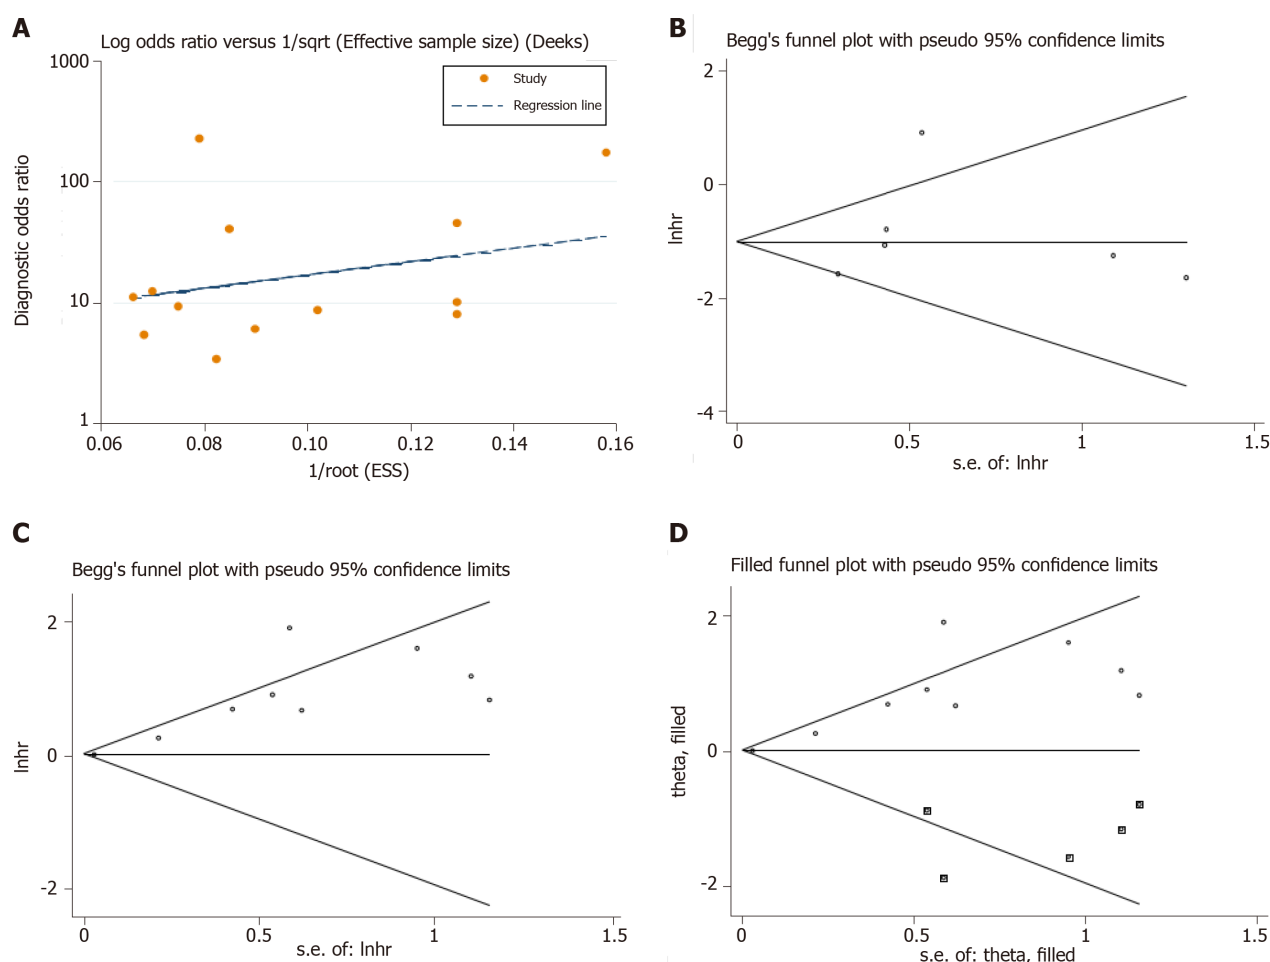 A
Log odds ratio versus 1/sqrt (Effective sample size) (Deeks)
1000
100
10
1
Diagnostic odds ratio
Study
Regression line
0.06 0.08 0.10 0.12 0.14 0.16
1/root (ESS)
B
Begg's funnel plot with pseudo 95% confidence limits
2
0
-2
-4
lnhr
0 0.5 1 1.5
s.e. of: lnhr
C
Begg's funnel plot with pseudo 95% confidence limits
2
0
-2
lnhr
0 0.5 1 1.5
s.e. of: lnhr
D
Filled funnel plot with pseudo 95% confidence limits
2
0
-2
theta, filled
0 0.5 1 1.5
s.e. of: theta, filled